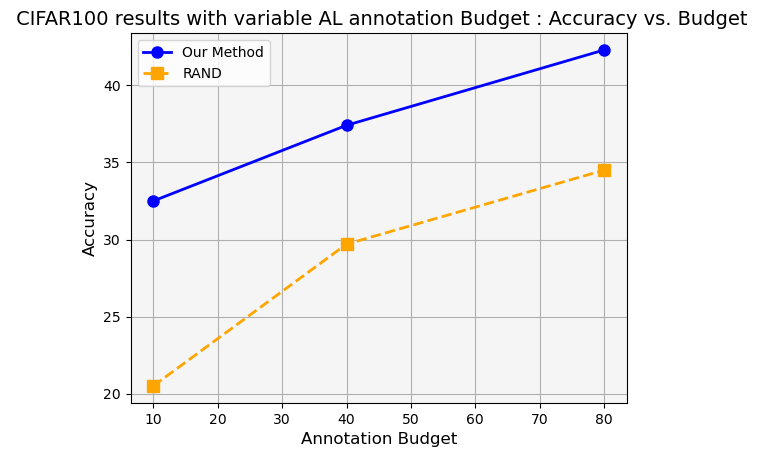 CIFAR100 results with variable AL annotation Budget : Accuracy vs. Budget
Our Method
RAND
40
35
30
25
20
Accuracy
10 20 30 40 50 60 70 80
Annotation Budget